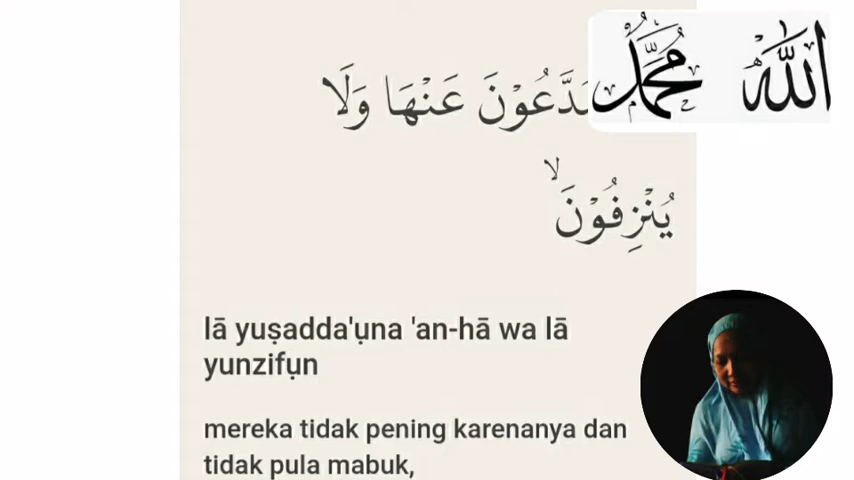 الله محمد
عُوْنَ عَنْهَا وَلَا
يُنْزِفُوْنَۙ
lā yuṣadda'ụna 'an-hā wa lā
yunzifụn
mereka tidak pening karenanya dan
tidak pula mabuk,